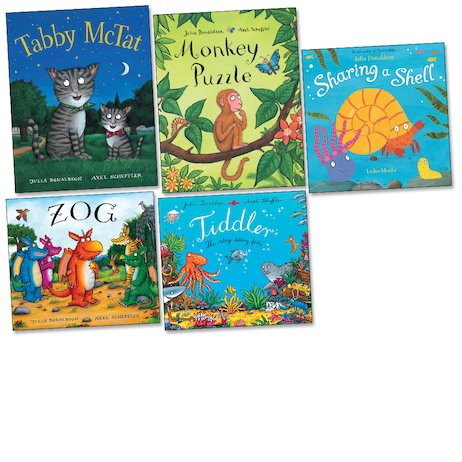 Tabby McTat
JULIA DONALDSON AXEL SCHEFFLER
Julia Donaldson Axel Scheffler
Monkey
Puzzle
Julia Donaldson
Sharing a Shell
Lydia Monks
ZOG
JULIA DONALDSON AXEL SCHEFFLER
Julia Donaldson Axel Scheffler
Tiddler
The story-telling fish